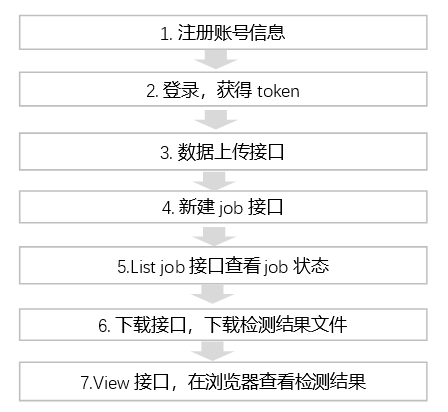 1. 注册账号信息
2. 登录，获得 token
3. 数据上传接口
4. 新建 job 接口
5.List job 接口查看 job 状态
6. 下载接口，下载检测结果文件
7.View 接口，在浏览器查看检测结果